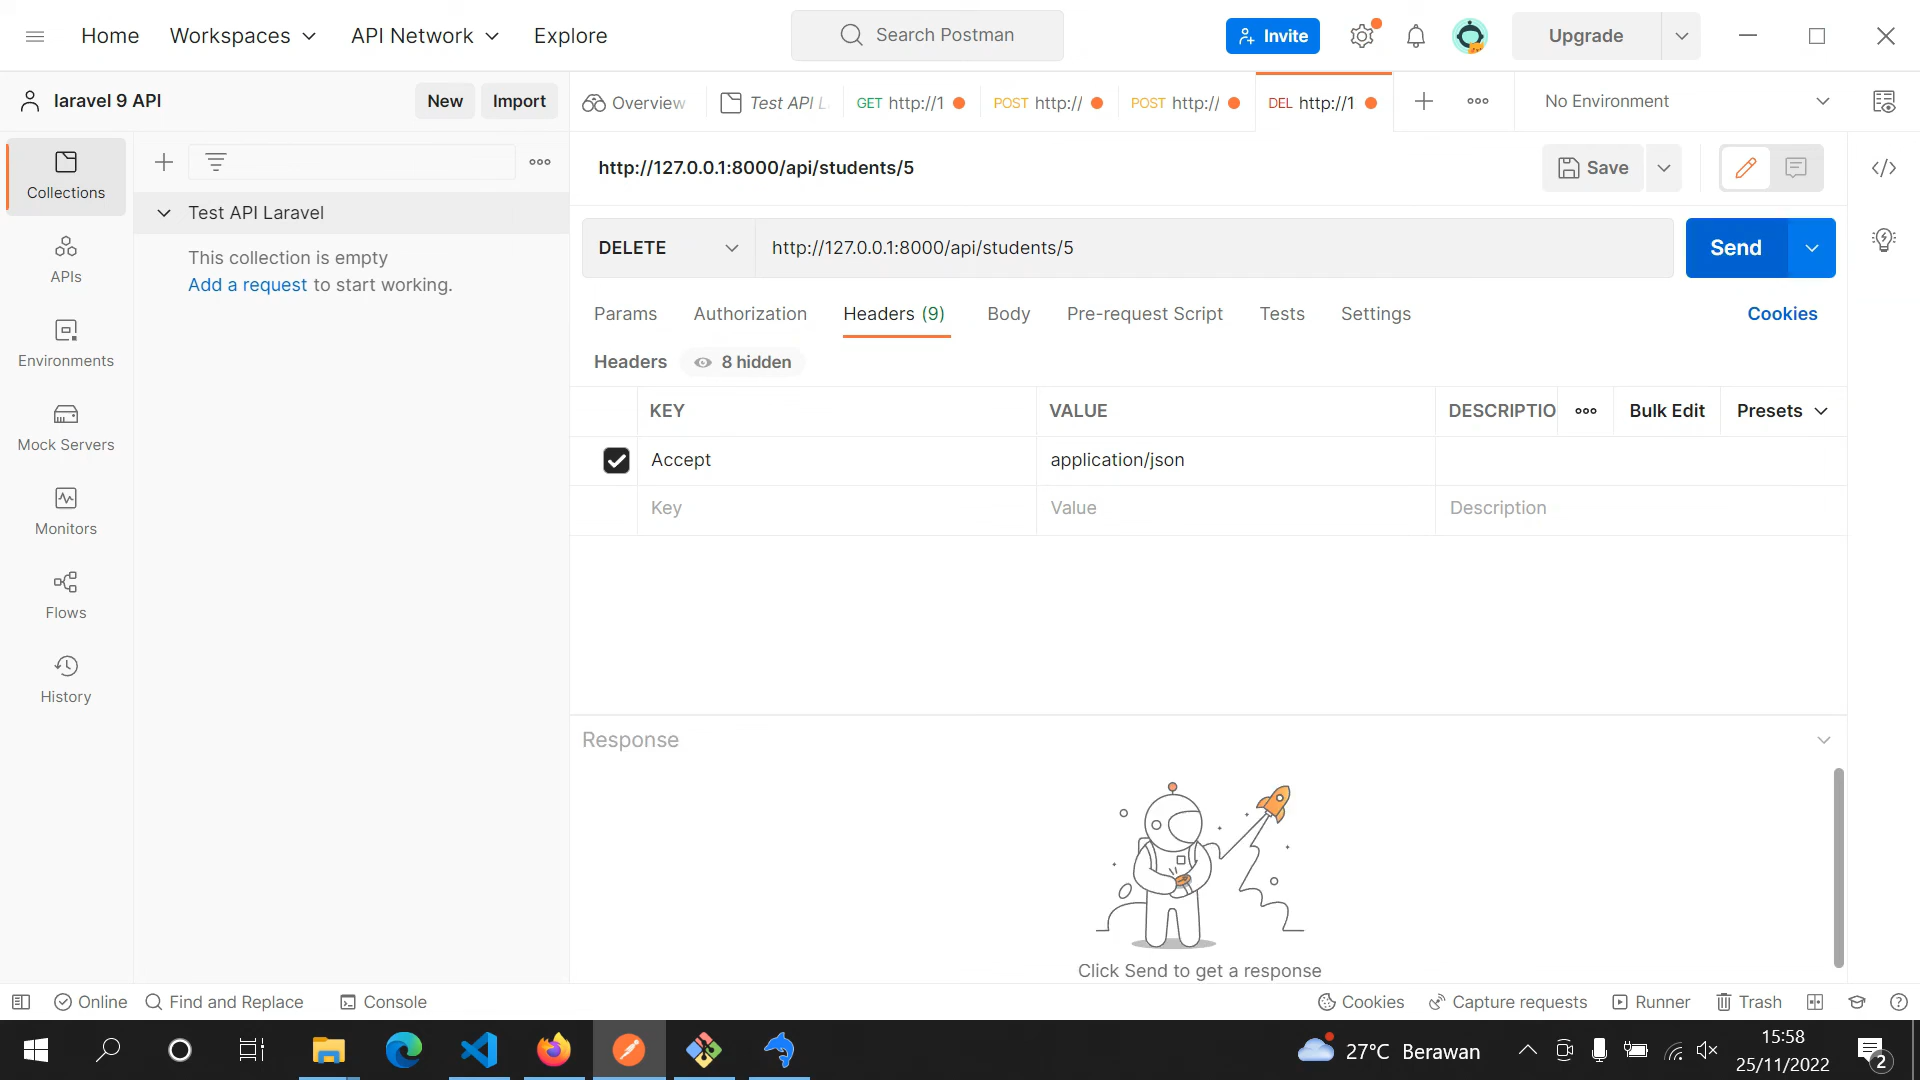 Home
Workspaces
API Network
Explore
Search Postman
Invite
Upgrade
laravel 9 API
New
Import
Overview
Test API L
GET http://1
POST http://
POST http://
DEL http://1
No Environment
Collections
APIs
Environments
Mock Servers
Monitors
Flows
History
Test API Laravel
This collection is empty
Add a request to start working.
http://127.0.0.1:8000/api/students/5
Save
DELETE
http://127.0.0.1:8000/api/students/5
Send
Params
Authorization
Headers (9)
Body
Pre-request Script
Tests
Settings
Cookies
Headers
8 hidden
KEY
VALUE
DESCRIPTIO
Bulk Edit
Presets
Accept
application/json
Key
Value
Description
Response
Click Send to get a response
Online
Find and Replace
Console
Cookies
Capture requests
Runner
Trash
27°C Berawan
15:58
25/11/2022
2